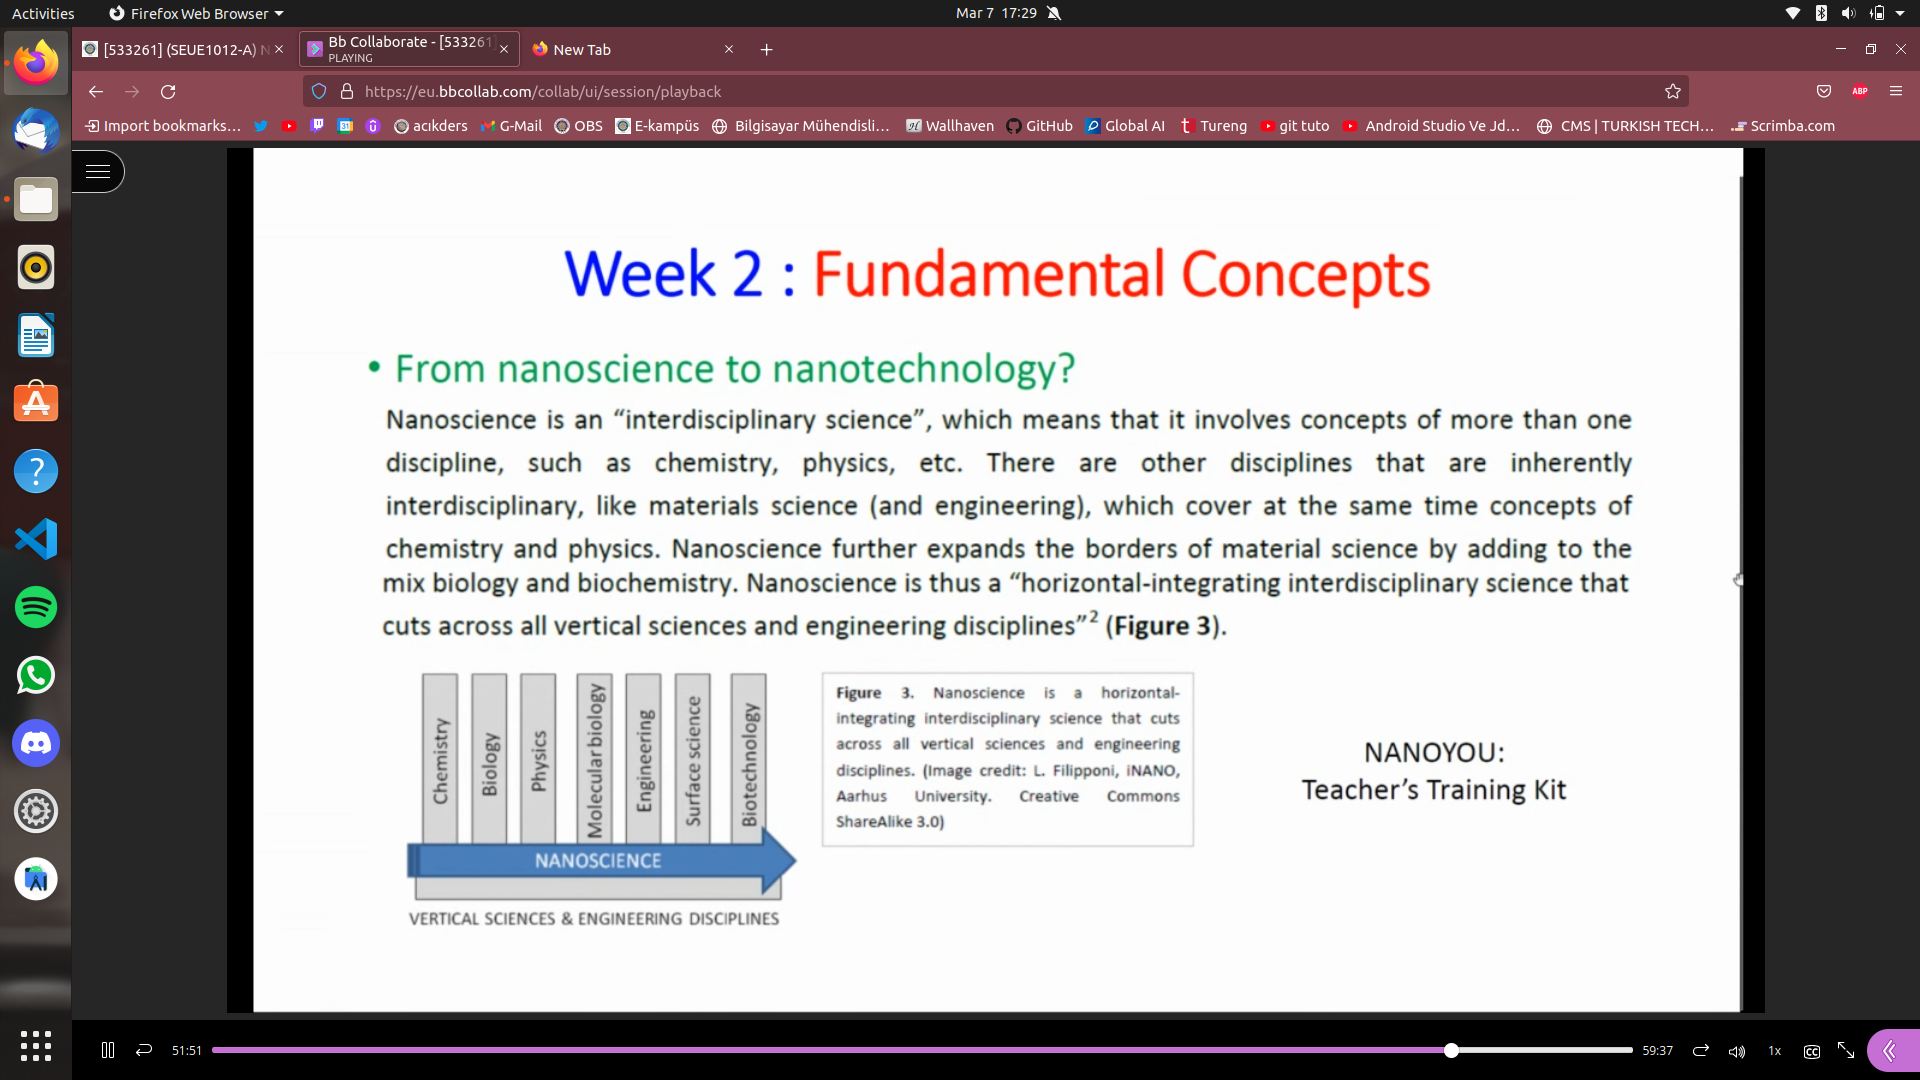 Activities
Firefox Web Browser
Mar 7 17:29
[533261] (SEUE1012-A) N
Bb Collaborate - [533261]
PLAYING
New Tab
https://eu.bbcollab.com/collab/ui/session/playback
ABP
Import bookmarks...
31
acıkders
G-Mail
OBS
E-kampüs
Bilgisayar Mühendisli...
Wallhaven
GitHub
Global AI
Tureng
git tuto
Android Studio Ve Jd...
CMS | TURKISH TECH...
Scrimba.com
Week 2 : Fundamental Concepts
• From nanoscience to nanotechnology?
Nanoscience is an “interdisciplinary science”, which means that it involves concepts of more than one
discipline, such as chemistry, physics, etc. There are other disciplines that are inherently
interdisciplinary, like materials science (and engineering), which cover at the same time concepts of
chemistry and physics. Nanoscience further expands the borders of material science by adding to the
mix biology and biochemistry. Nanoscience is thus a “horizontal-integrating interdisciplinary science that
cuts across all vertical sciences and engineering disciplines”² (Figure 3).
Chemistry
Biology
Physics
Molecular biology
Engineering
Surface science
Biotechnology
NANOSCIENCE
VERTICAL SCIENCES & ENGINEERING DISCIPLINES
Figure 3. Nanoscience is a horizontal-
integrating interdisciplinary science that cuts
across all vertical sciences and engineering
disciplines. (Image credit: L. Filipponi, iNANO,
Aarhus University. Creative Commons
ShareAlike 3.0)
NANOYOU:
Teacher’s Training Kit
51:51
59:37
1x
CC